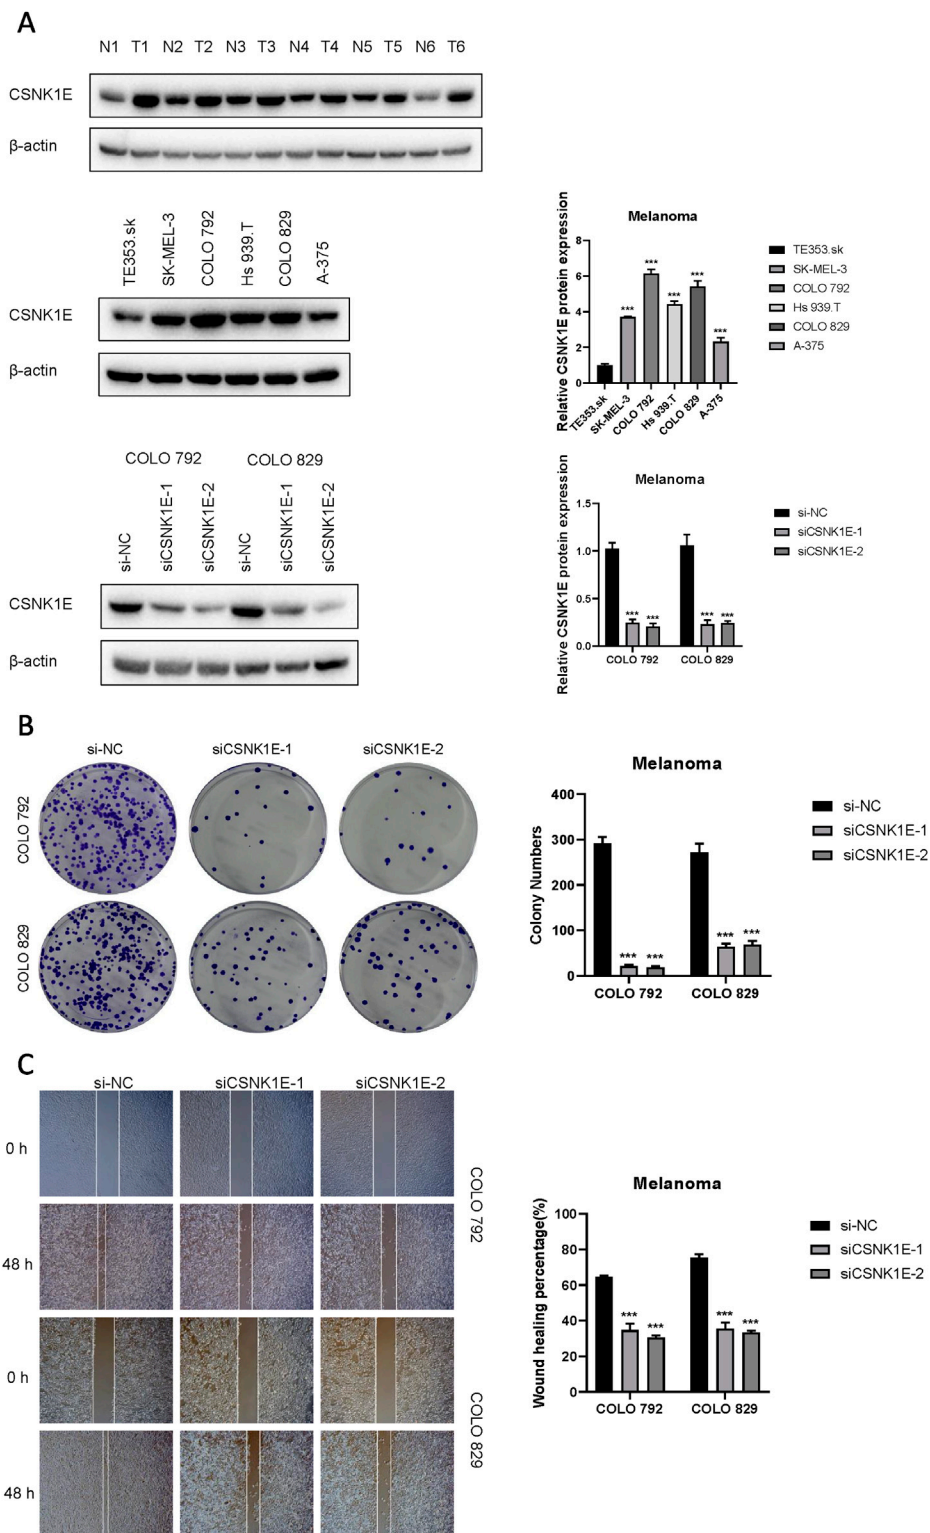 A
N1 T1 N2 T2 N3 T3 N4 T4 N5 T5 N6 T6
CSNK1E
β-actin
TE353.sk
SK-MEL-3
COLO 792
Hs 939.T
COLO 829
A-375
CSNK1E
β-actin
Melanoma
Relative CSNK1E protein expression
8
6
4
2
0
***
***
***
***
***
TE353.sk
SK-MEL-3
COLO 792
Hs 939.T
COLO 829
A-375
TE353.sk
SK-MEL-3
COLO 792
Hs 939.T
COLO 829
A-375
COLO 792 COLO 829
si-NC
siCSNK1E-1
siCSNK1E-2
si-NC
siCSNK1E-1
siCSNK1E-2
CSNK1E
β-actin
Melanoma
Relative CSNK1E protein expression
1.5
1.0
0.5
0.0
*** *** *** ***
COLO 792 COLO 829
si-NC
siCSNK1E-1
siCSNK1E-2
B
si-NC siCSNK1E-1 siCSNK1E-2
COLO 792
COLO 829
Melanoma
Colony Numbers
400
300
200
100
0
*** *** *** ***
COLO 792 COLO 829
si-NC
siCSNK1E-1
siCSNK1E-2
C
si-NC siCSNK1E-1 siCSNK1E-2
0 h
48 h
COLO 792
0 h
48 h
COLO 829
Melanoma
Wound healing percentage(%)
100
80
60
40
20
0
*** *** *** ***
COLO 792 COLO 829
si-NC
siCSNK1E-1
siCSNK1E-2